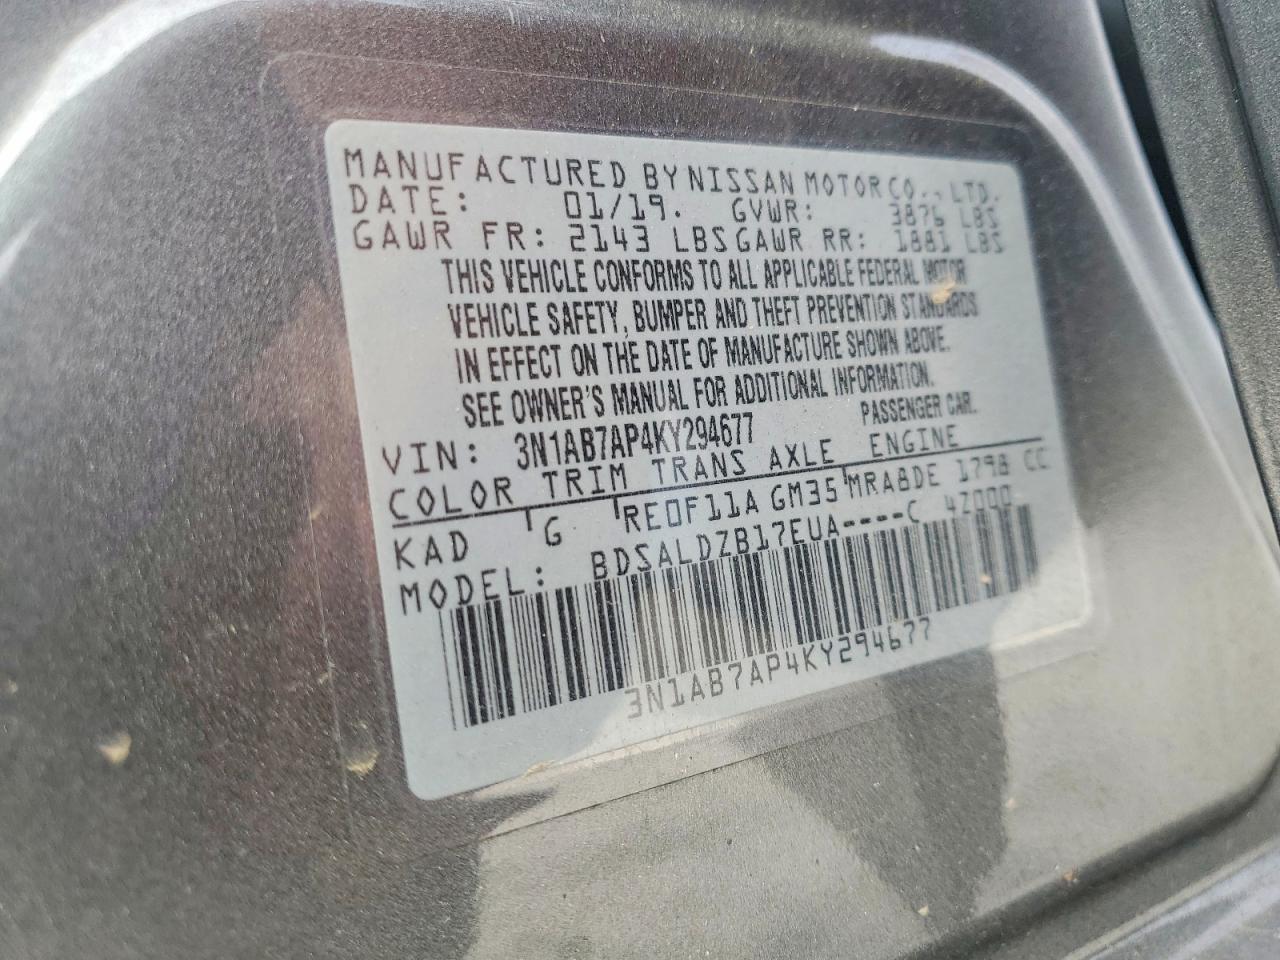 MANUFACTURED BY NISSAN MOTOR CO., LTD.
DATE: 01/19. GVWR: 3876 LBS
GAWR FR: 2143 LBS GAWR RR: 1881 LBS
THIS VEHICLE CONFORMS TO ALL APPLICABLE FEDERAL MOTOR
VEHICLE SAFETY, BUMPER AND THEFT PREVENTION STANDARDS
IN EFFECT ON THE DATE OF MANUFACTURE SHOWN ABOVE.
SEE OWNER'S MANUAL FOR ADDITIONAL INFORMATION.
VIN: 3N1AB7AP4KY294677 PASSENGER CAR.
COLOR TRIM TRANS AXLE ENGINE
KAD G RE0F11A GM35 MRA8DE 1798 CC
MODEL: BDSALDZB17EUA----C 4Z000
3N1AB7AP4KY294677